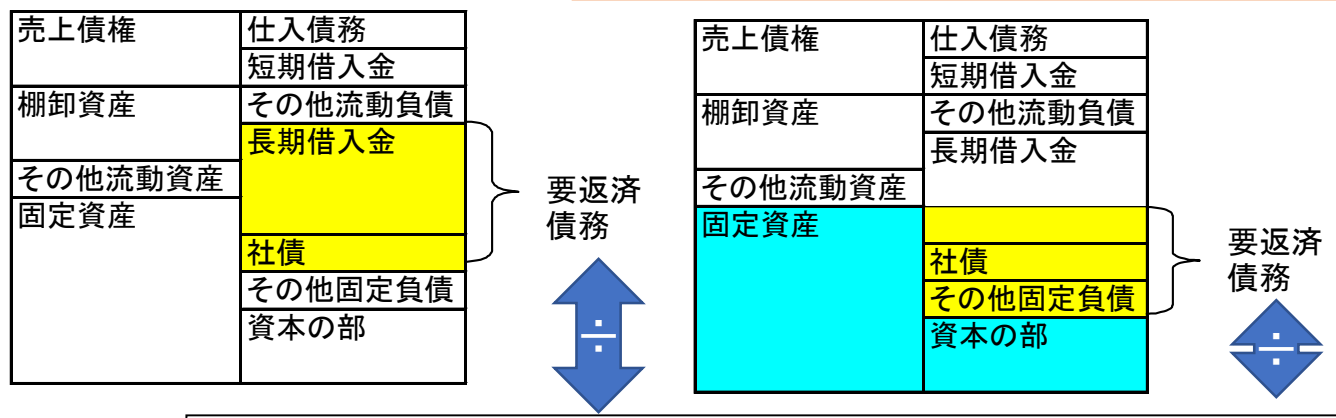 売上債権
仕入債務
短期借入金
棚卸資産
その他流動負債
長期借入金
その他流動資産
固定資産
社債
その他固定負債
資本の部
要返済
債務
÷
売上債権
仕入債務
短期借入金
棚卸資産
その他流動負債
長期借入金
その他流動資産
固定資産
社債
その他固定負債
資本の部
要返済
債務
÷